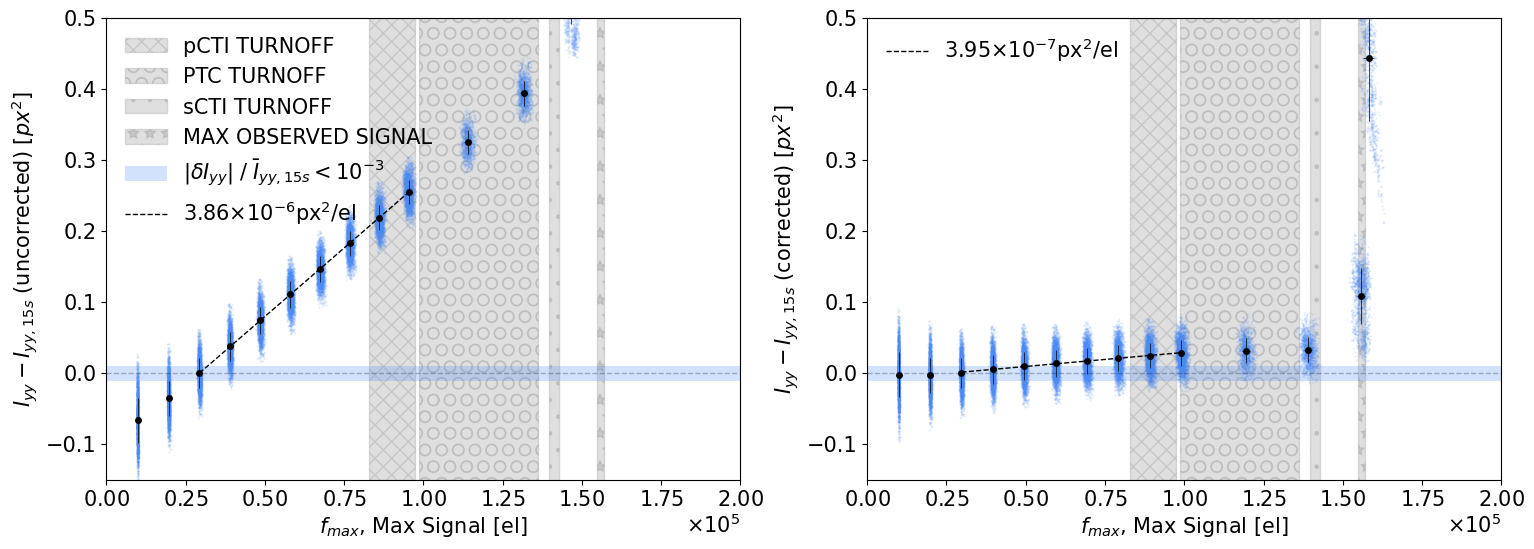 0.5
0.4
0.3
0.2
0.1
0.0
−0.1
I_yy − I_yy,15s (uncorrected) [px²]
pCTI TURNOFF
PTC TURNOFF
sCTI TURNOFF
MAX OBSERVED SIGNAL
|δI_yy| / Ī_yy,15s < 10⁻³
3.86×10⁻⁶px²/el
0.00 0.25 0.50 0.75 1.00 1.25 1.50 1.75 2.00
×10⁵
f_max, Max Signal [el]
0.5
0.4
0.3
0.2
0.1
0.0
−0.1
I_yy − I_yy,15s (corrected) [px²]
3.95×10⁻⁷px²/el
0.00 0.25 0.50 0.75 1.00 1.25 1.50 1.75 2.00
×10⁵
f_max, Max Signal [el]